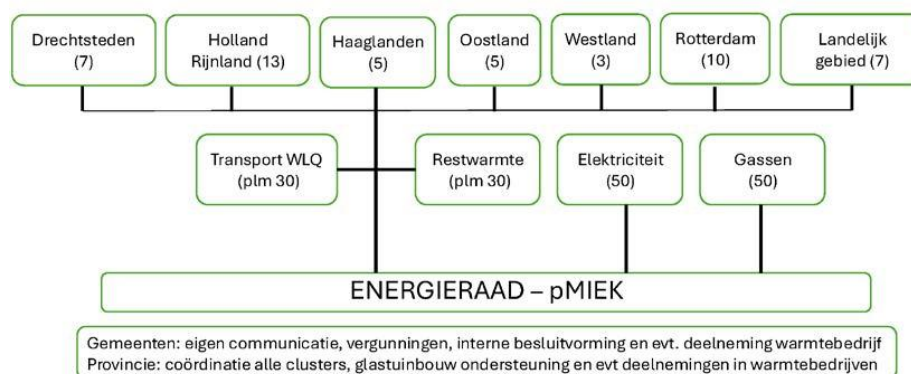 Drechtsteden
(7)
Holland
Rijnland (13)
Haaglanden
(5)
Oostland
(5)
Westland
(3)
Rotterdam
(10)
Landelijk
gebied (7)
Transport WLQ
(plm 30)
Restwarmte
(plm 30)
Elektriciteit
(50)
Gassen
(50)
ENERGIERAAD – pMIEK
Gemeenten: eigen communicatie, vergunningen, interne besluitvorming en evt. deelneming warmtebedrijf
Provincie: coördinatie alle clusters, glastuinbouw ondersteuning en evt deelnemingen in warmtebedrijven